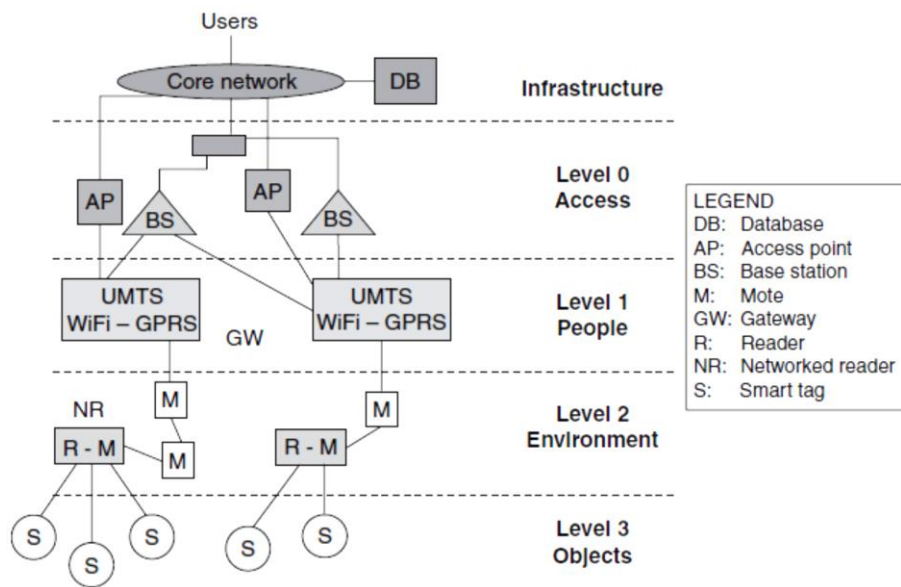 Users
Core network
DB
Infrastructure
Level 0
Access
AP
BS
AP
BS
UMTS
WiFi – GPRS
GW
UMTS
WiFi – GPRS
Level 1
People
M
NR
R - M
M
M
R - M
Level 2
Environment
S
S
S
S
S
Level 3
Objects
LEGEND
DB: Database
AP: Access point
BS: Base station
M: Mote
GW: Gateway
R: Reader
NR: Networked reader
S: Smart tag